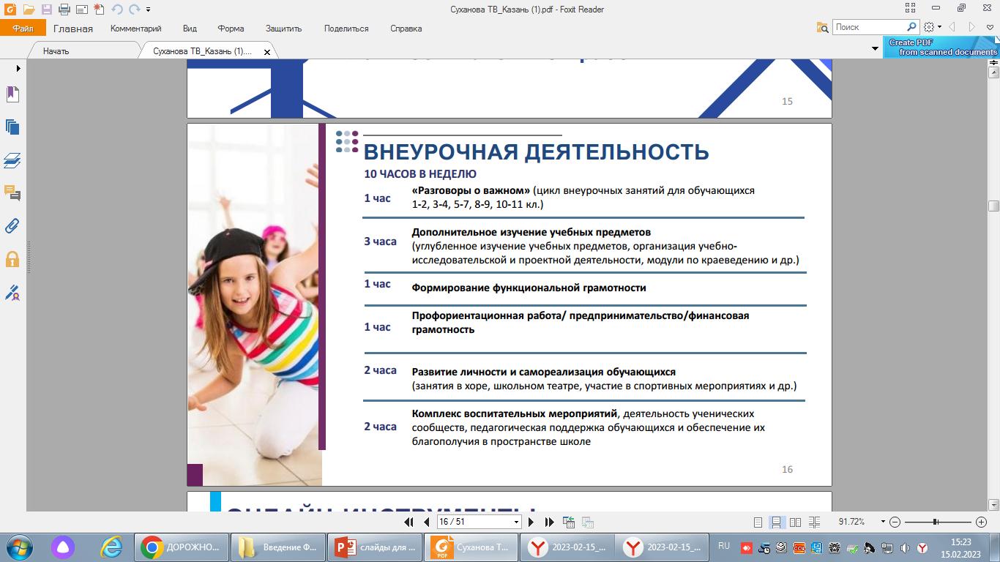 Суханова ТВ_Казань (1).pdf - Foxit Reader
Файл
Главная
Комментарий
Вид
Форма
Защитить
Поделиться
Справка
Поиск
Начать
Суханова ТВ_Казань (1)....
Create PDF
from scanned documents
15
ВНЕУРОЧНАЯ ДЕЯТЕЛЬНОСТЬ
10 ЧАСОВ В НЕДЕЛЮ
1 час
«Разговоры о важном» (цикл внеурочных занятий для обучающихся
1-2, 3-4, 5-7, 8-9, 10-11 кл.)
3 часа
Дополнительное изучение учебных предметов
(углубленное изучение учебных предметов, организация учебно-
исследовательской и проектной деятельности, модули по краеведению и др.)
1 час
Формирование функциональной грамотности
1 час
Профориентационная работа/ предпринимательство/финансовая
грамотность
2 часа
Развитие личности и самореализация обучающихся
(занятия в хоре, школьном театре, участие в спортивных мероприятиях и др.)
2 часа
Комплекс воспитательных мероприятий, деятельность ученических
сообществ, педагогическая поддержка обучающихся и обеспечение их
благополучия в пространстве школе
16
ОНЛАЙН-ИНСТРУМЕНТЫ
16 / 51
91.72%
ДОРОЖНО...
Введение Ф...
слайды для ...
Суханова Т...
2023-02-15_...
2023-02-15_...
RU
15:23
15.02.2023